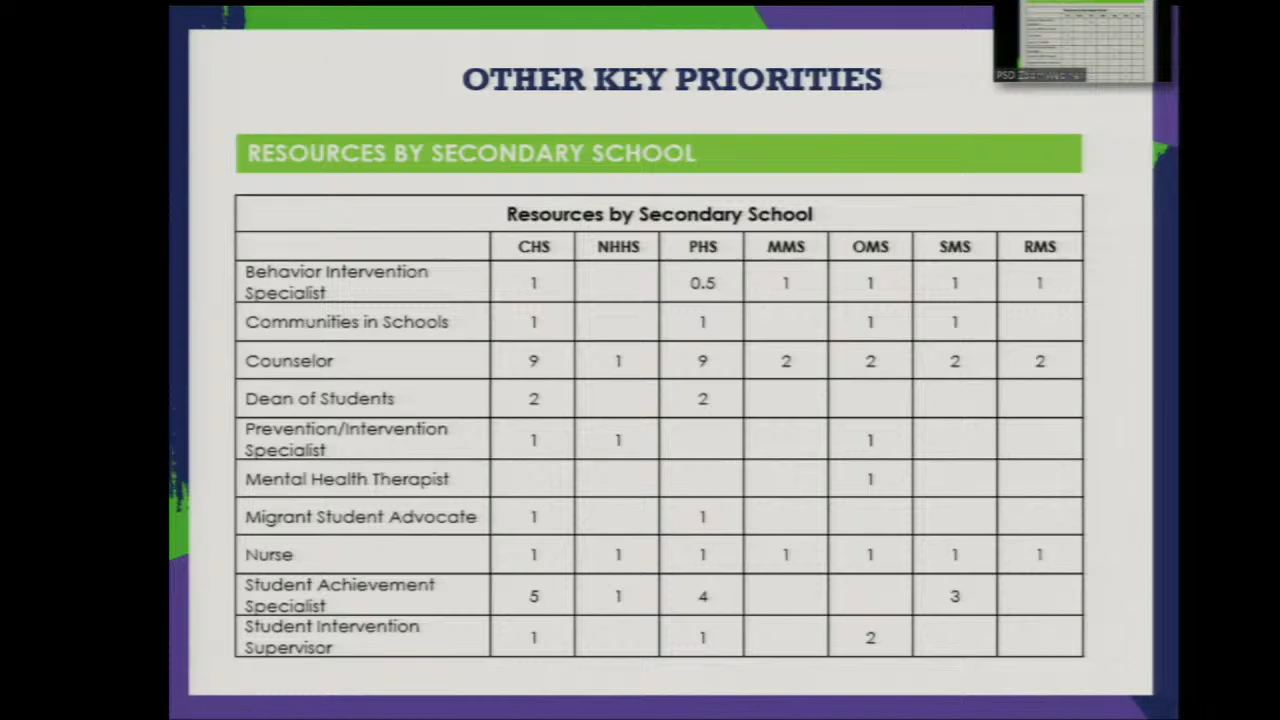 OTHER KEY PRIORITIES
RESOURCES BY SECONDARY SCHOOL
Resources by Secondary School
CHS NHHS PHS MMS OMS SMS RMS
Behavior Intervention
Specialist 1 0.5 1 1 1 1
Communities in Schools 1 1 1 1
Counselor 9 1 9 2 2 2 2
Dean of Students 2 2
Prevention/Intervention
Specialist 1 1 1
Mental Health Therapist 1
Migrant Student Advocate 1 1
Nurse 1 1 1 1 1 1 1
Student Achievement
Specialist 5 1 4 3
Student Intervention
Supervisor 1 1 2
PSD Zoom Webinar